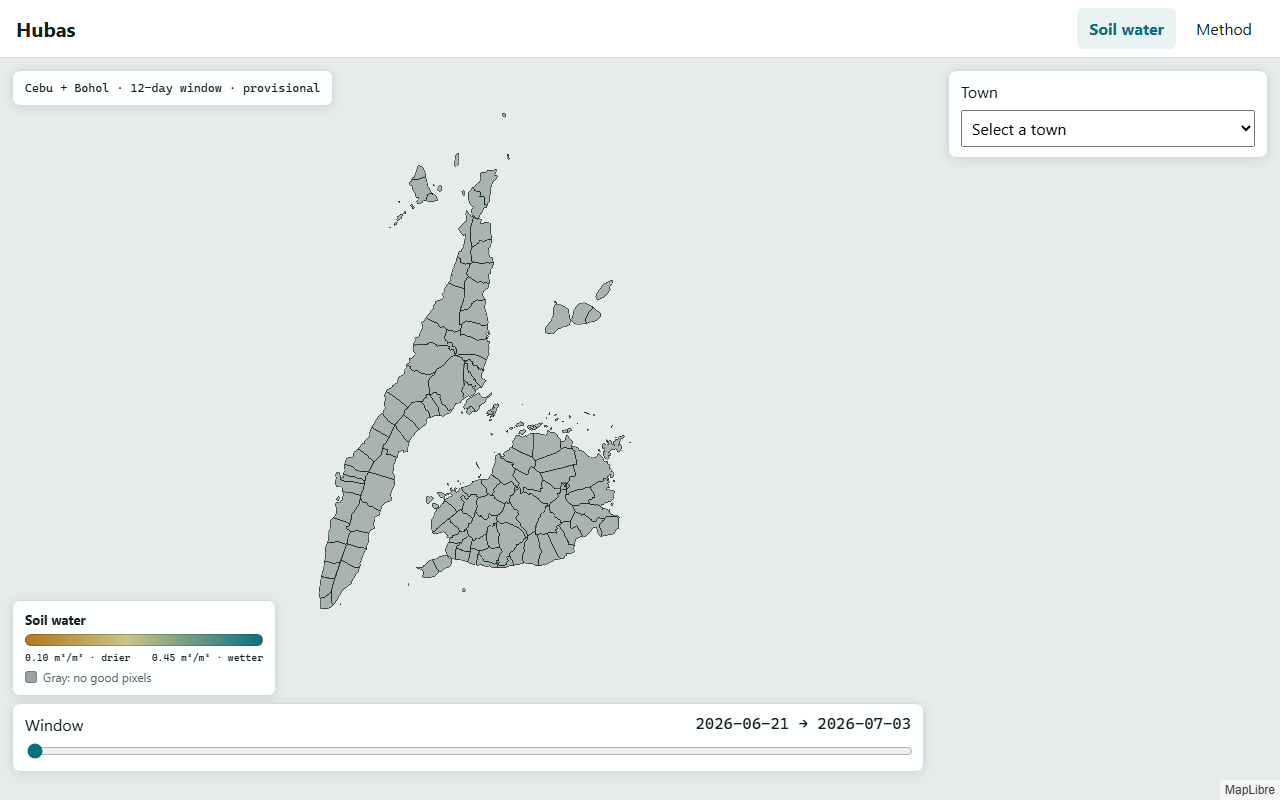 Hubas
Soil water
Method
Cebu + Bohol · 12-day window · provisional
Town
Select a town
Soil water
0.10 m³/m³ · drier
0.45 m³/m³ · wetter
Gray: no good pixels
Window
2026-06-21 → 2026-07-03
MapLibre